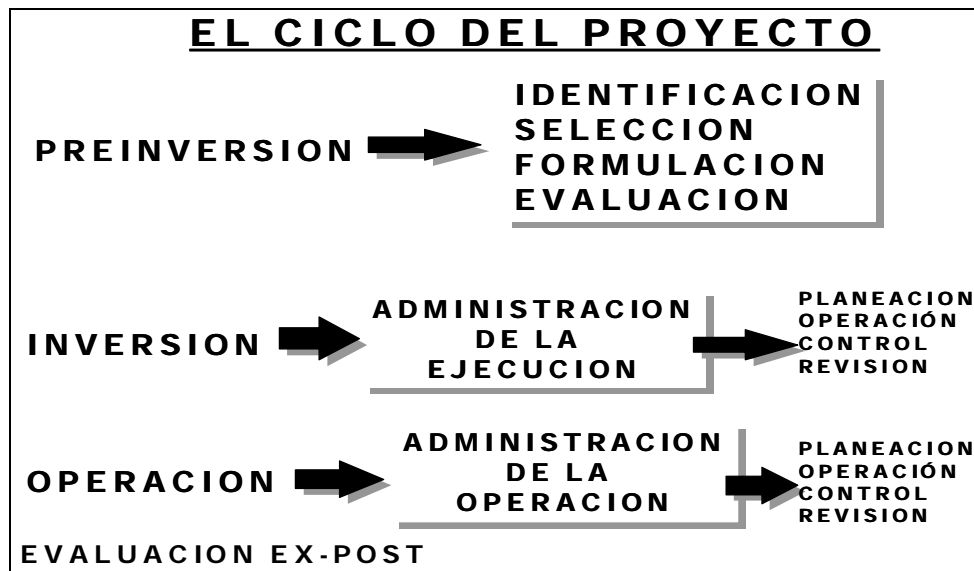 EL CICLO DEL PROYECTO
PREINVERSION
IDENTIFICACION
SELECCION
FORMULACION
EVALUACION
INVERSION
ADMINISTRACION
DE LA
EJECUCION
PLANEACION
OPERACIÓN
CONTROL
REVISION
OPERACION
ADMINISTRACION
DE LA
OPERACION
PLANEACION
OPERACIÓN
CONTROL
REVISION
EVALUACION EX-POST